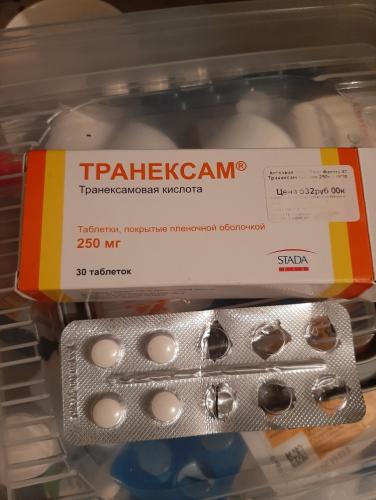 ТРАНЕКСАМ®
Транексамовая кислота
Таблетки, покрытые пленочной оболочкой
250 мг
30 таблеток
Цена 532руб 00к
STADA